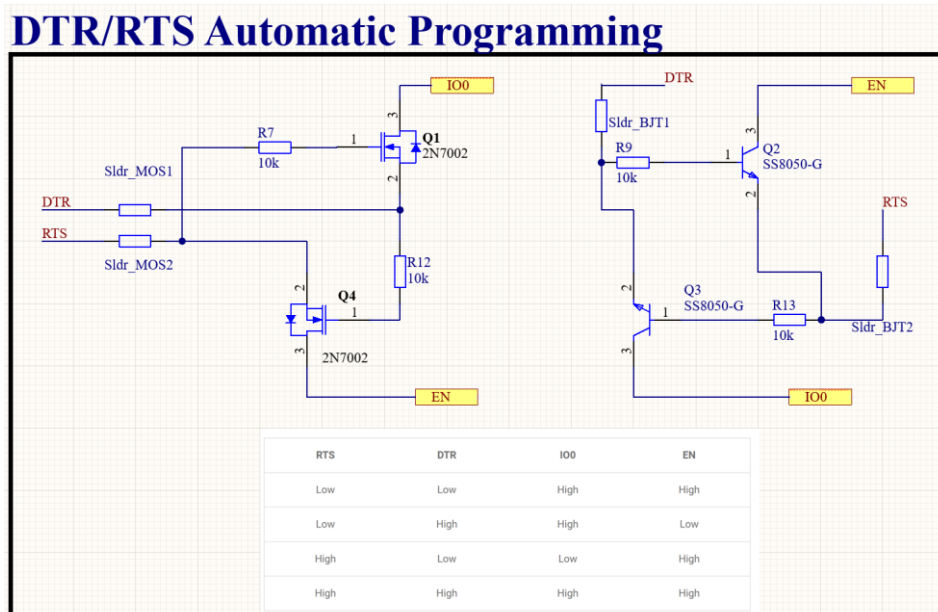 DTR/RTS Automatic Programming
IO0
DTR
EN
3
Sldr_BJT1
3
R7
1
Q1
R9
1
Q2
10k
2N7002
10k
SS8050-G
Sldr_MOS1
2
2
DTR
RTS
RTS
Sldr_MOS2
R12
10k
2
Q4
2
Q3
SS8050-G
R13
1
1
10k
Sldr_BJT2
3
2N7002
3
EN
IO0
RTS DTR IO0 EN
Low Low High High
Low High High Low
High Low Low High
High High High High